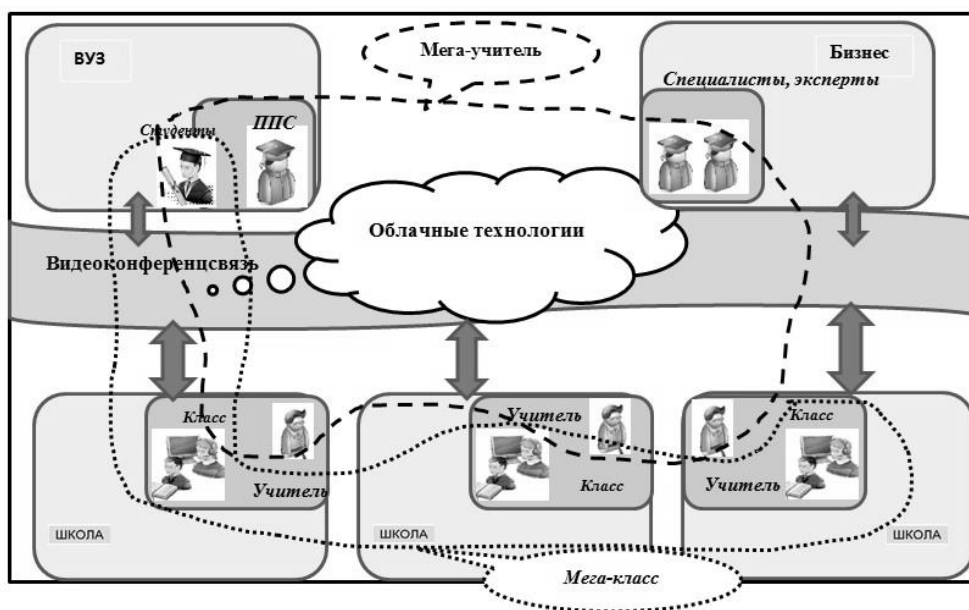 ВУЗ
Мега-учитель
Бизнес
Специалисты, эксперты
Студенты
ППС
Облачные технологии
Видеоконференцсвязь
Класс
Учитель
ШКОЛА
Учитель
Класс
ШКОЛА
Класс
Учитель
ШКОЛА
Мега-класс